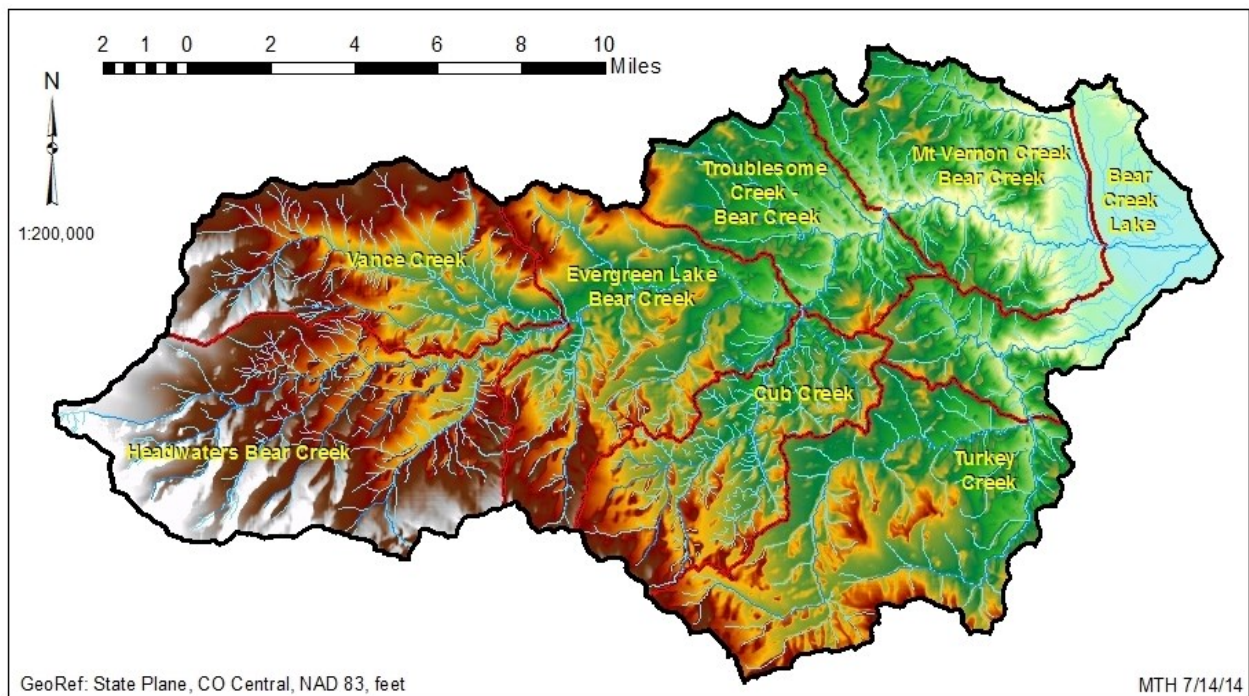 2 1 0 2 4 6 8 10
Miles
N
1:200,000
Mt Vernon Creek
Bear Creek
Troublesome
Creek -
Bear Creek
Bear
Creek
Lake
Vance Creek
Evergreen Lake
Bear Creek
Cub Creek
Headwaters Bear Creek
Turkey
Creek
GeoRef: State Plane, CO Central, NAD 83, feet
MTH 7/14/14